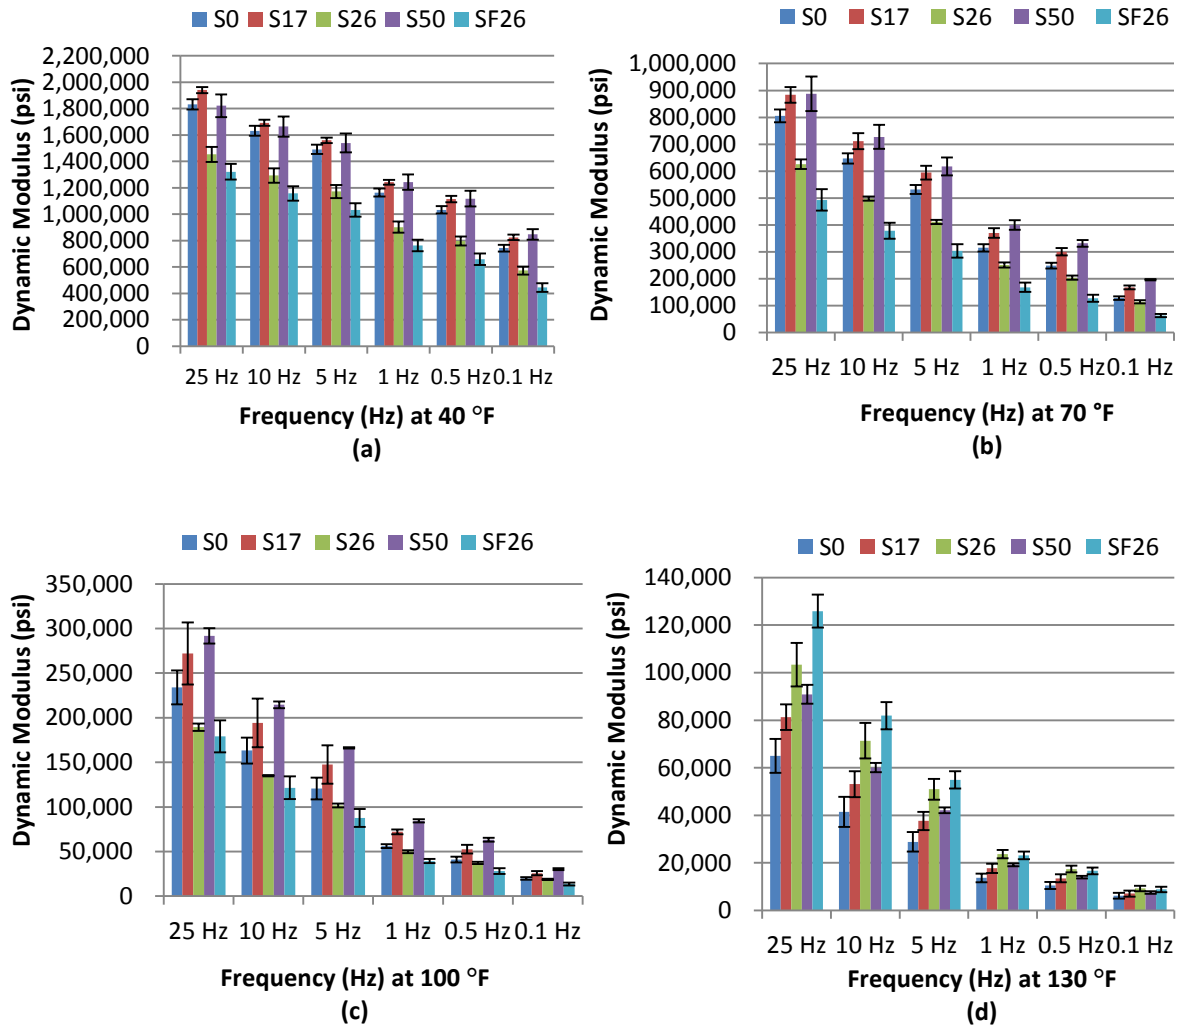 S0 S17 S26 S50 SF26
Dynamic Modulus (psi)
2,200,000
2,000,000
1,800,000
1,600,000
1,400,000
1,200,000
1,000,000
800,000
600,000
400,000
200,000
0
25 Hz 10 Hz 5 Hz 1 Hz 0.5 Hz 0.1 Hz
Frequency (Hz) at 40 °F
(a)
S0 S17 S26 S50 SF26
Dynamic Modulus (psi)
1,000,000
900,000
800,000
700,000
600,000
500,000
400,000
300,000
200,000
100,000
0
25 Hz 10 Hz 5 Hz 1 Hz 0.5 Hz 0.1 Hz
Frequency (Hz) at 70 °F
(b)
S0 S17 S26 S50 SF26
Dynamic Modulus (psi)
350,000
300,000
250,000
200,000
150,000
100,000
50,000
0
25 Hz 10 Hz 5 Hz 1 Hz 0.5 Hz 0.1 Hz
Frequency (Hz) at 100 °F
(c)
S0 S17 S26 S50 SF26
Dynamic Modulus (psi)
140,000
120,000
100,000
80,000
60,000
40,000
20,000
0
25 Hz 10 Hz 5 Hz 1 Hz 0.5 Hz 0.1 Hz
Frequency (Hz) at 130 °F
(d)